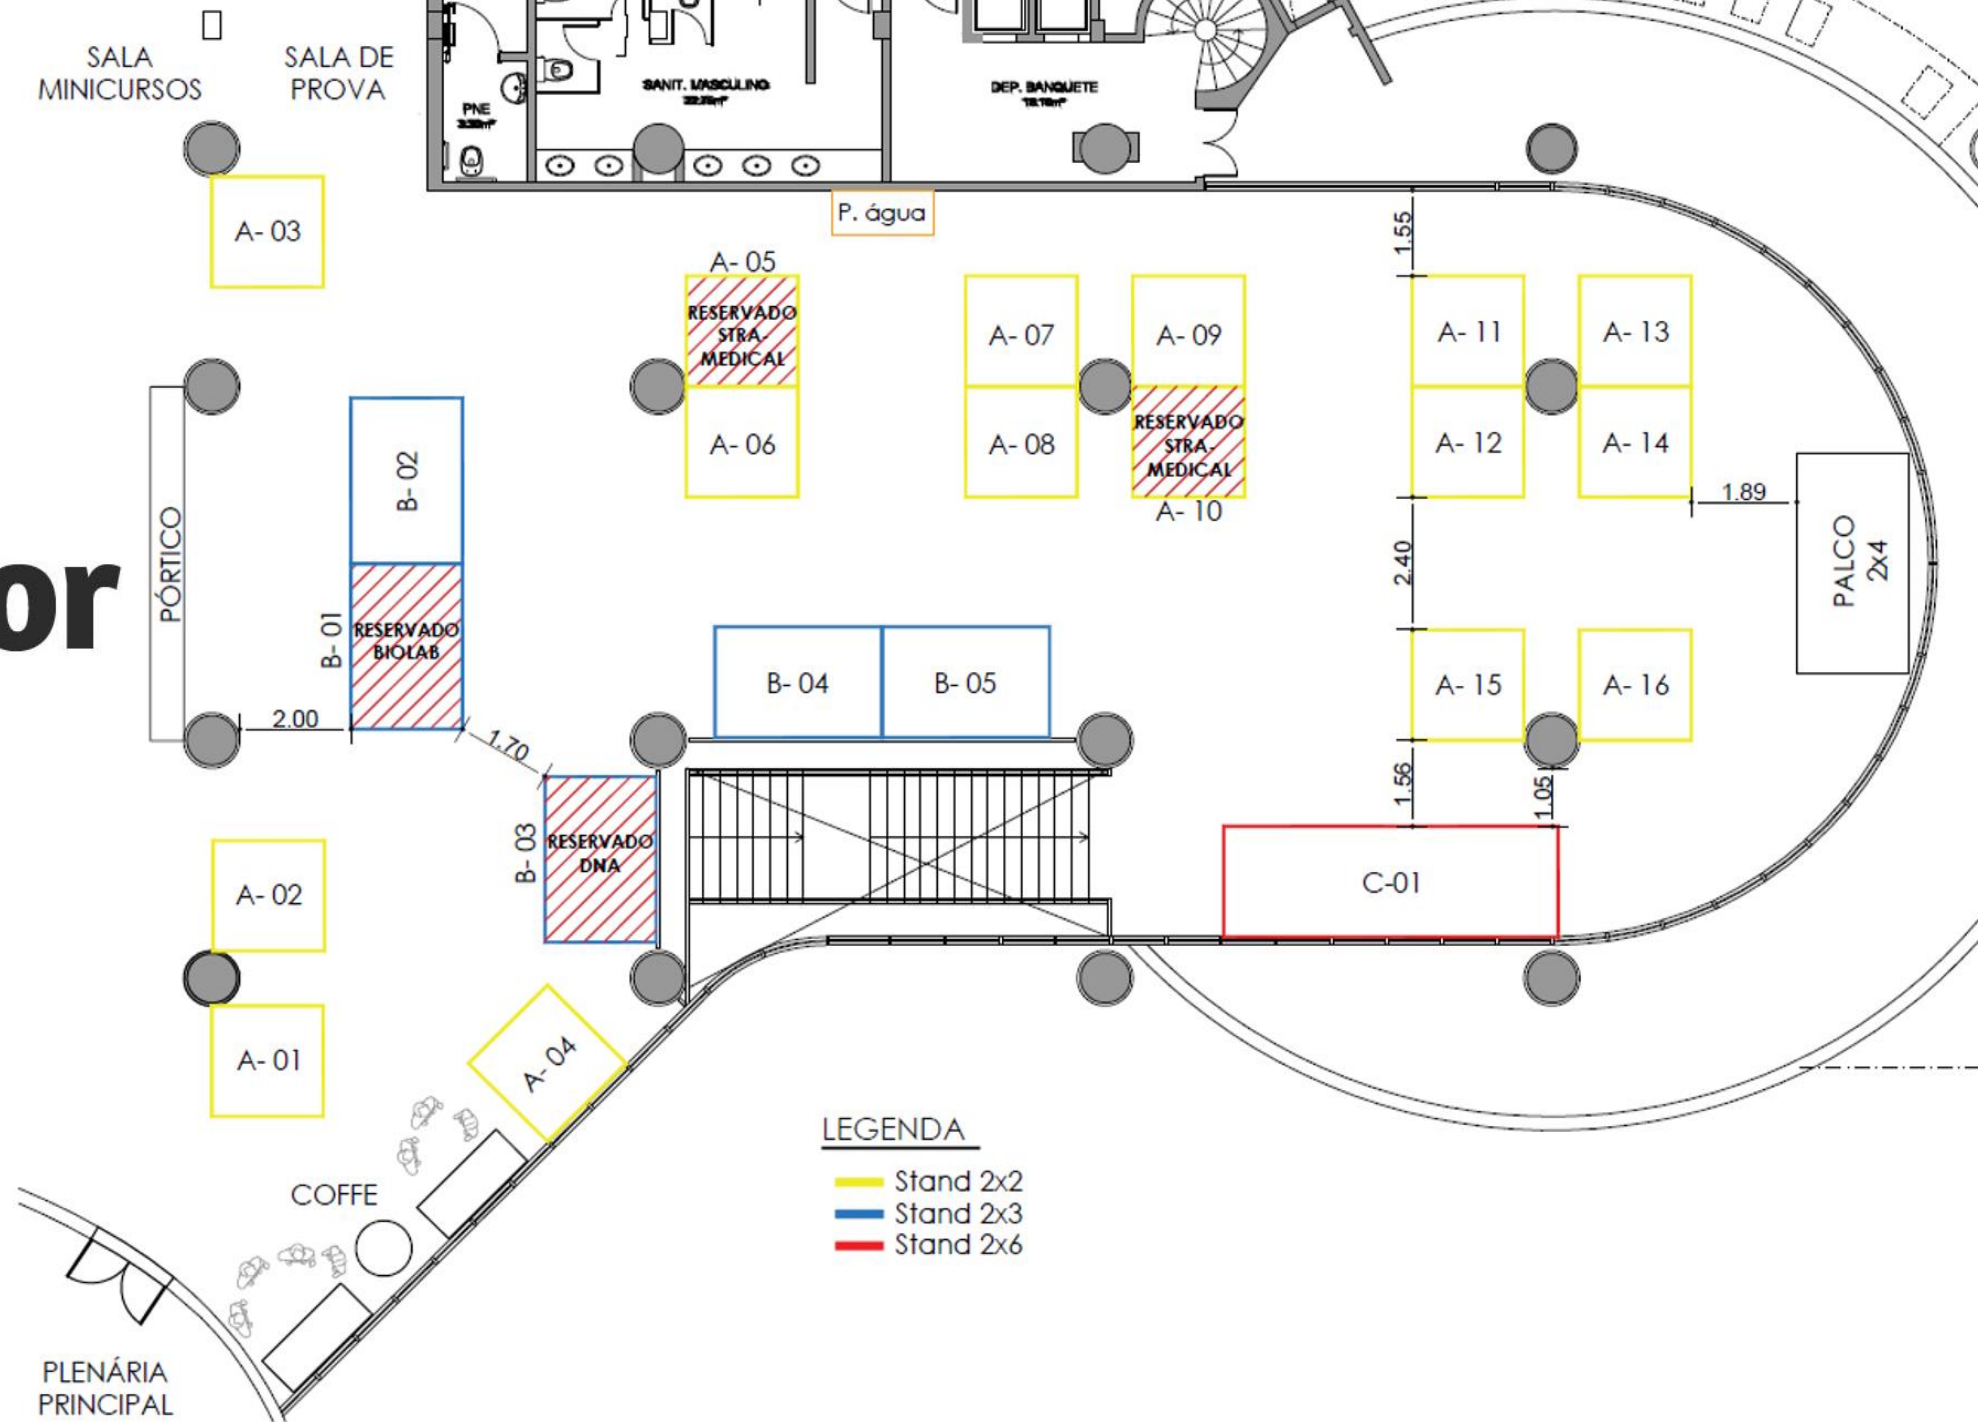 SALA
MINICURSOS
SALA DE
PROVA
PNE
SANIT. MASCULINO
DEP. BANQUETE
P. água
A- 03
A- 05
RESERVADO
STRA-
MEDICAL
A- 06
A- 07
A- 08
A- 09
RESERVADO
STRA-
MEDICAL
A- 10
1.55
A- 11
A- 12
A- 13
A- 14
1.89
PALCO
2x4
2.40
or
PÓRTICO
B- 02
B- 01
RESERVADO
BIOLAB
2.00
1.70
B- 03
RESERVADO
DNA
B- 04
B- 05
A- 15
A- 16
1.56
1.05
C-01
A- 02
A- 01
A- 04
COFFE
PLENÁRIA
PRINCIPAL
LEGENDA
Stand 2x2
Stand 2x3
Stand 2x6